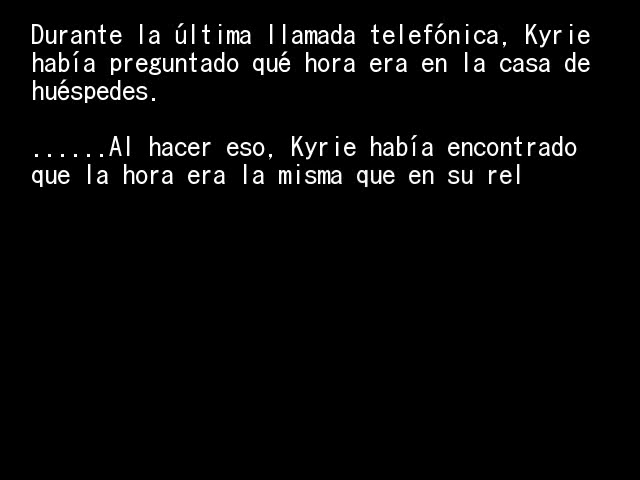 Durante la última llamada telefónica, Kyrie
había preguntado qué hora era en la casa de
huéspedes.
......Al hacer eso, Kyrie había encontrado
que la hora era la misma que en su rel